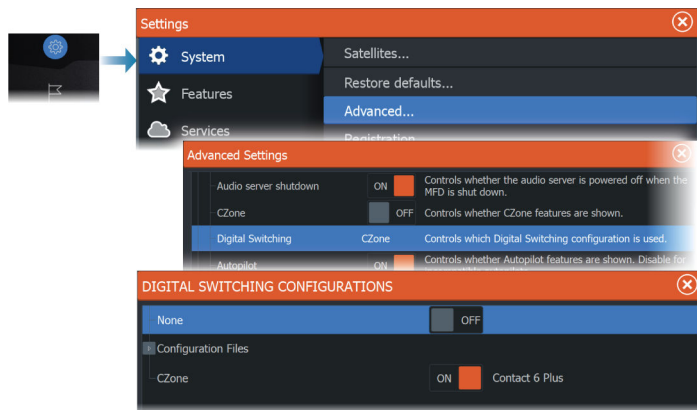 Settings
System
Satellites...
Features
Restore defaults...
Advanced...
Services
Registration
Advanced Settings
Audio server shutdown ON Controls whether the audio server is powered off when the
MFD is shut down.
CZone OFF Controls whether CZone features are shown.
Digital Switching CZone Controls which Digital Switching configuration is used.
Autopilot ON Controls whether Autopilot features are shown. Disable for
DIGITAL SWITCHING CONFIGURATIONS
None OFF
Configuration Files
CZone ON Contact 6 Plus